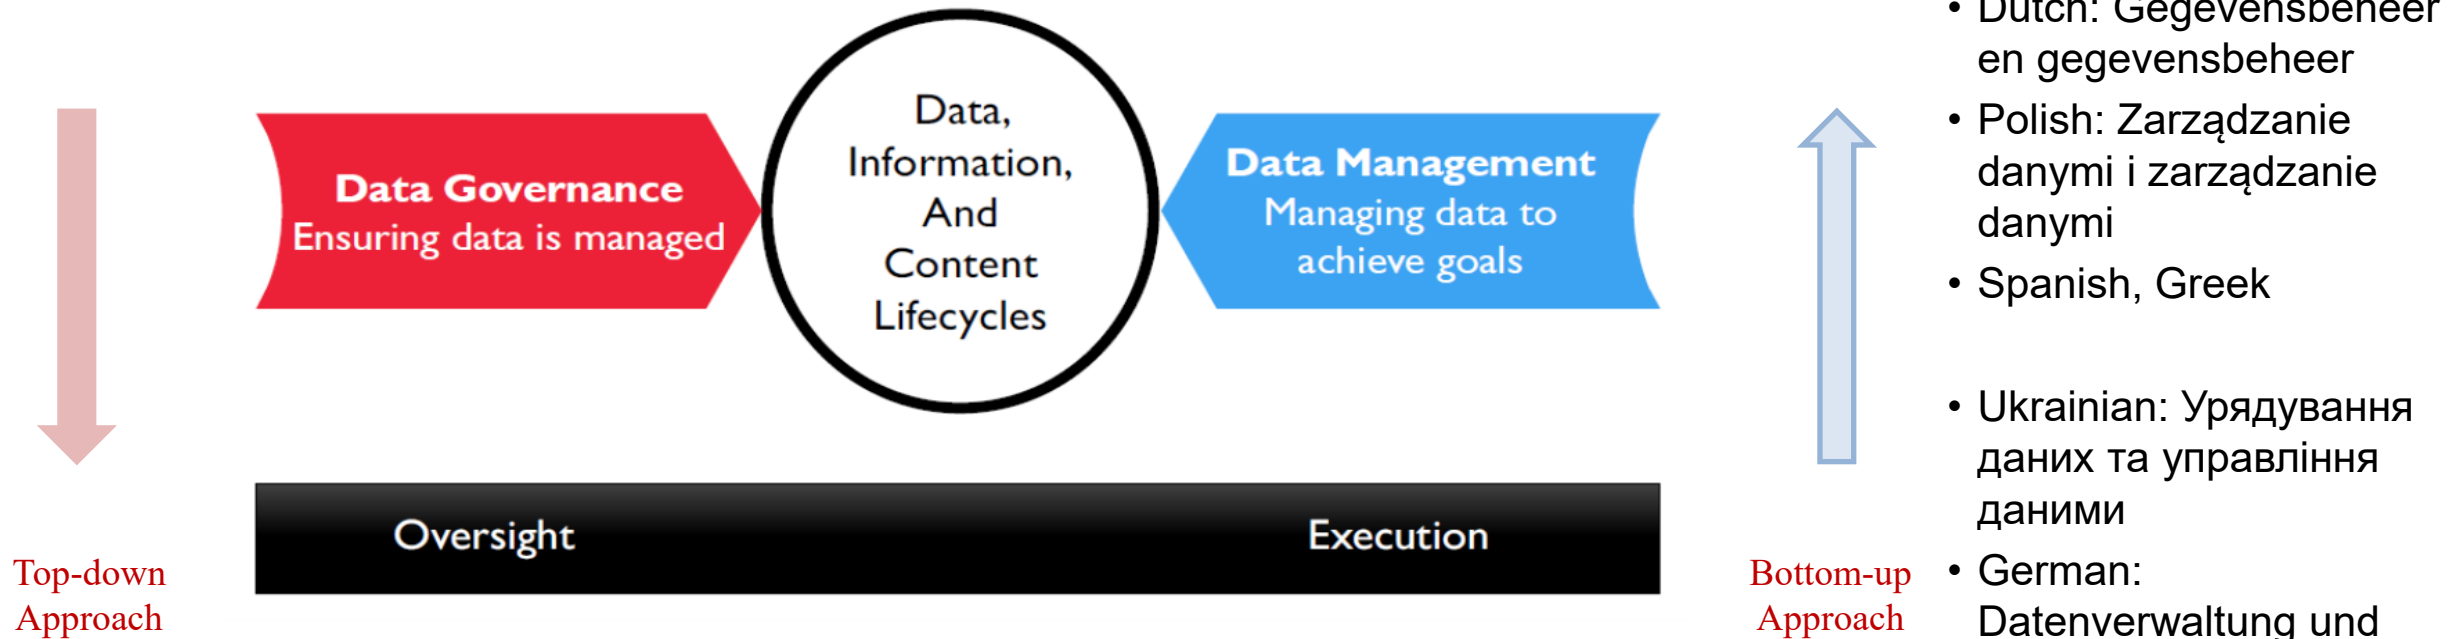 Data Governance
Ensuring data is managed
Data,
Information,
And
Content
Lifecycles
Data Management
Managing data to
achieve goals
Oversight
Execution
Top-down
Approach
Bottom-up
Approach
• Dutch: Gegevensbeheer
en gegevensbeheer
• Polish: Zarządzanie
danymi i zarządzanie
danymi
• Spanish, Greek
• Ukrainian: Урядування
даних та управління
даними
• German:
Datenverwaltung und